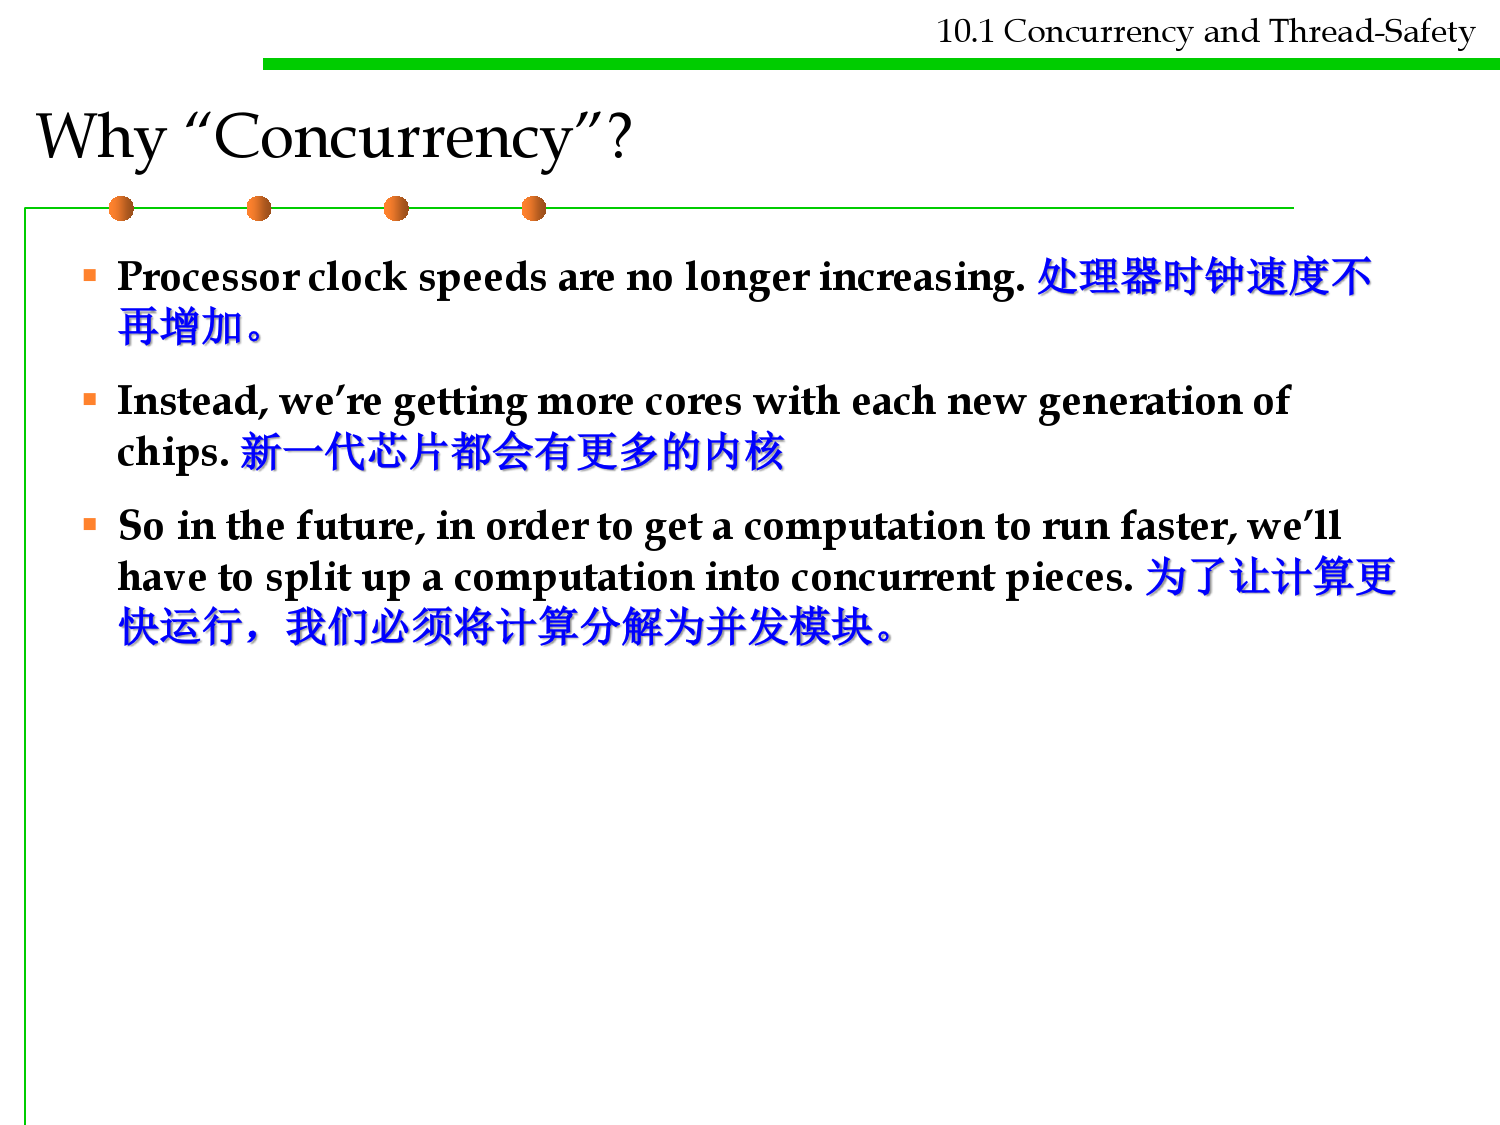 10.1 Concurrency and Thread-Safety
Why “Concurrency”?
▪ Processor clock speeds are no longer increasing. 处理器时钟速度不
再增加。
▪ Instead, we’re getting more cores with each new generation of
chips. 新一代芯片都会有更多的内核
▪ So in the future, in order to get a computation to run faster, we’ll
have to split up a computation into concurrent pieces. 为了让计算更
快运行，我们必须将计算分解为并发模块。